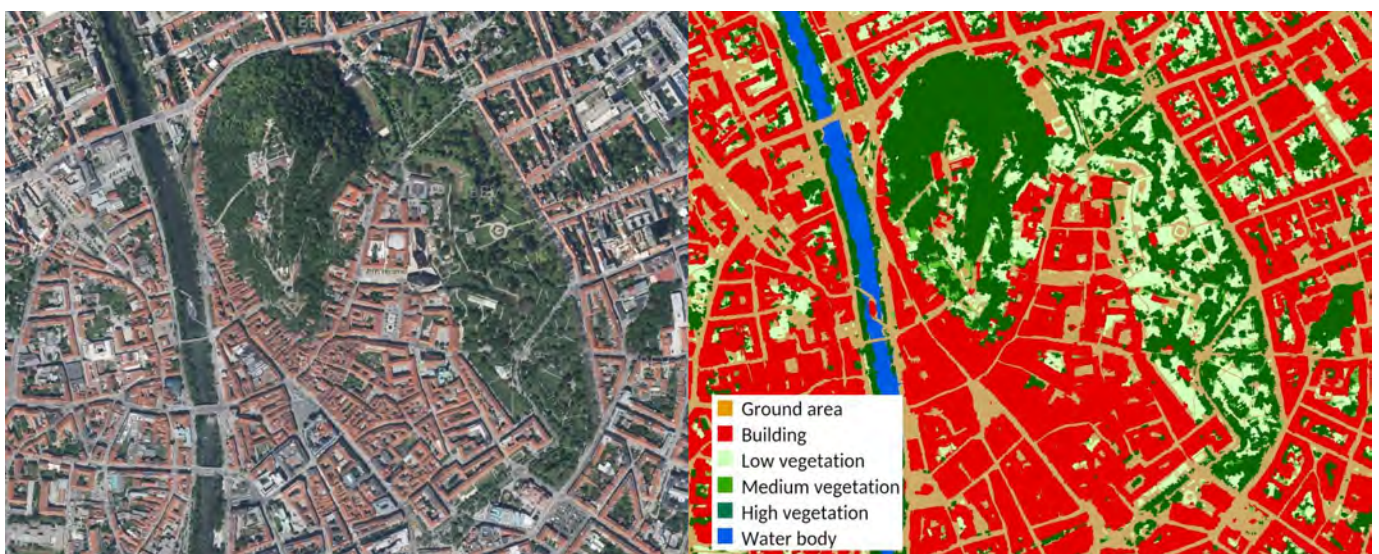 Ground area
Building
Low vegetation
Medium vegetation
High vegetation
Water body